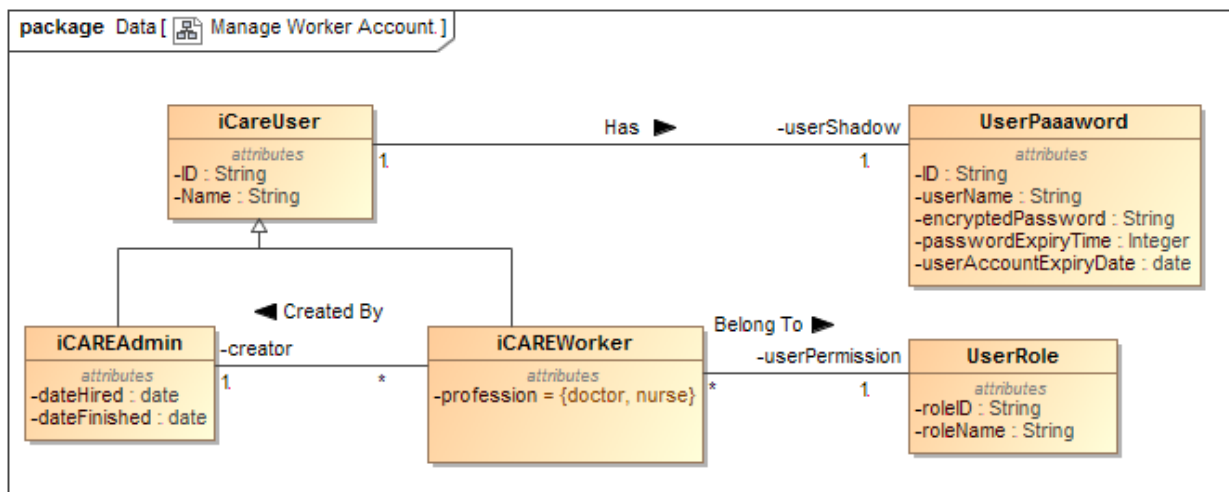 package Data [ Manage Worker Account. ]
iCareUser
attributes
-ID : String
-Name : String
1.
Has ►
-userShadow
1.
UserPaaaword
attributes
-ID : String
-userName : String
-encryptedPassword : String
-passwordExpiryTime : Integer
-userAccountExpiryDate : date
◄ Created By
iCAREAdmin
attributes
-dateHired : date
-dateFinished : date
-creator
1.
*
iCAREWorker
attributes
-profession = {doctor, nurse}
Belong To ►
-userPermission
*
1.
UserRole
attributes
-roleID : String
-roleName : String